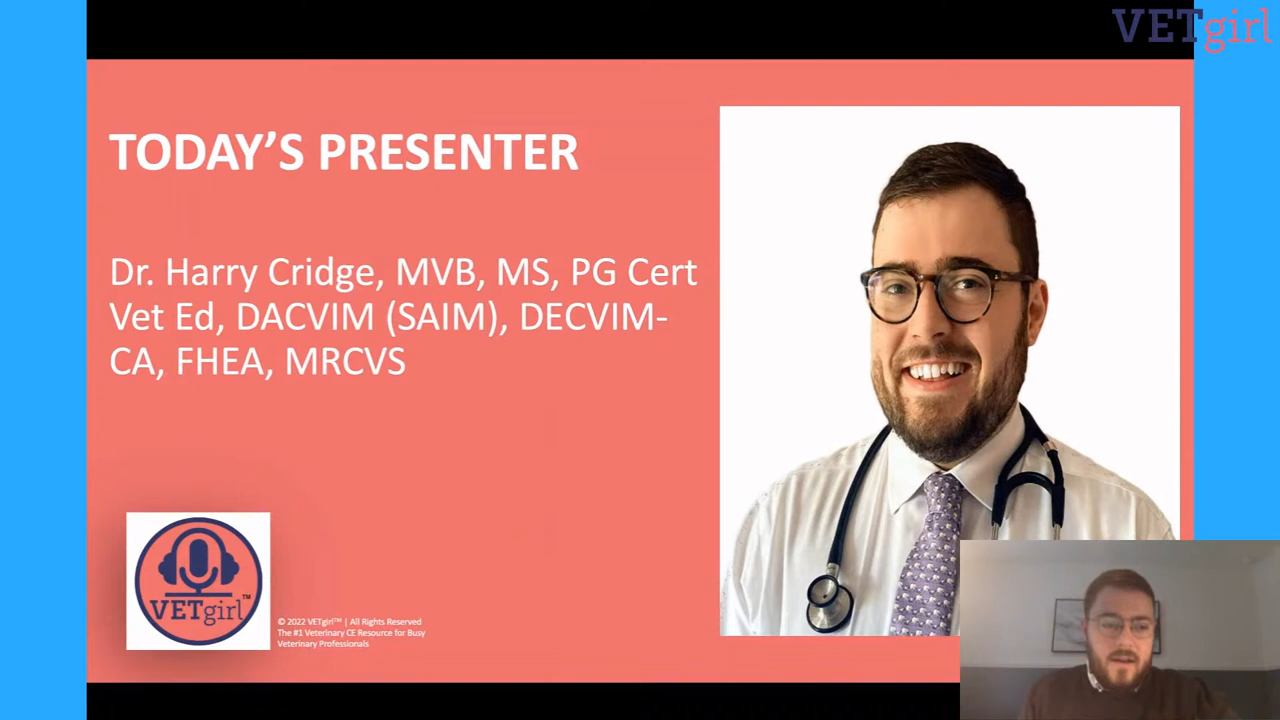 VETgirl
TODAY'S PRESENTER
Dr. Harry Cridge, MVB, MS, PG Cert
Vet Ed, DACVIM (SAIM), DECVIM-
CA, FHEA, MRCVS
VETgirl™
© 2022 VETgirl™ | All Rights Reserved
The #1 Veterinary CE Resource for Busy
Veterinary Professionals